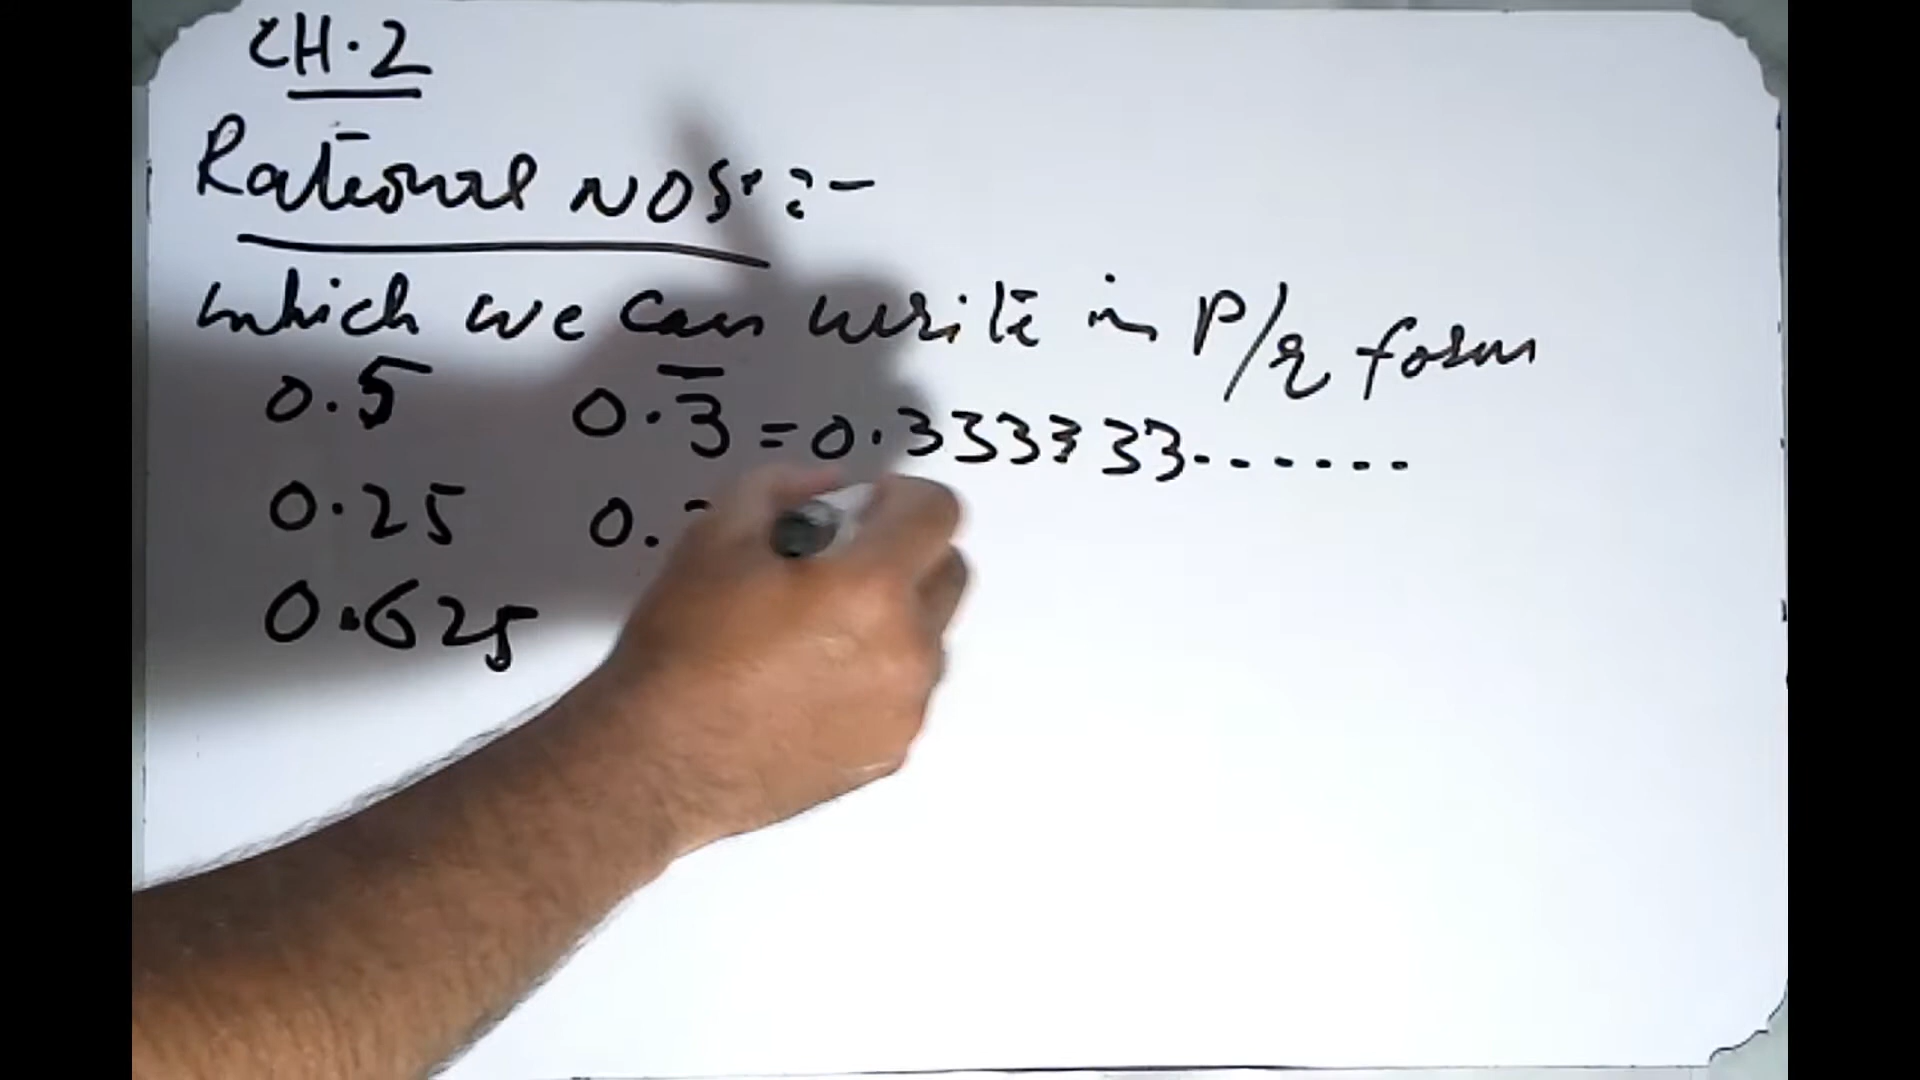 CH.2
Rational NOS. :-
which we can write in P/q form
0.5 0.3̅ = 0.333333.......
0.25 0.
0.625